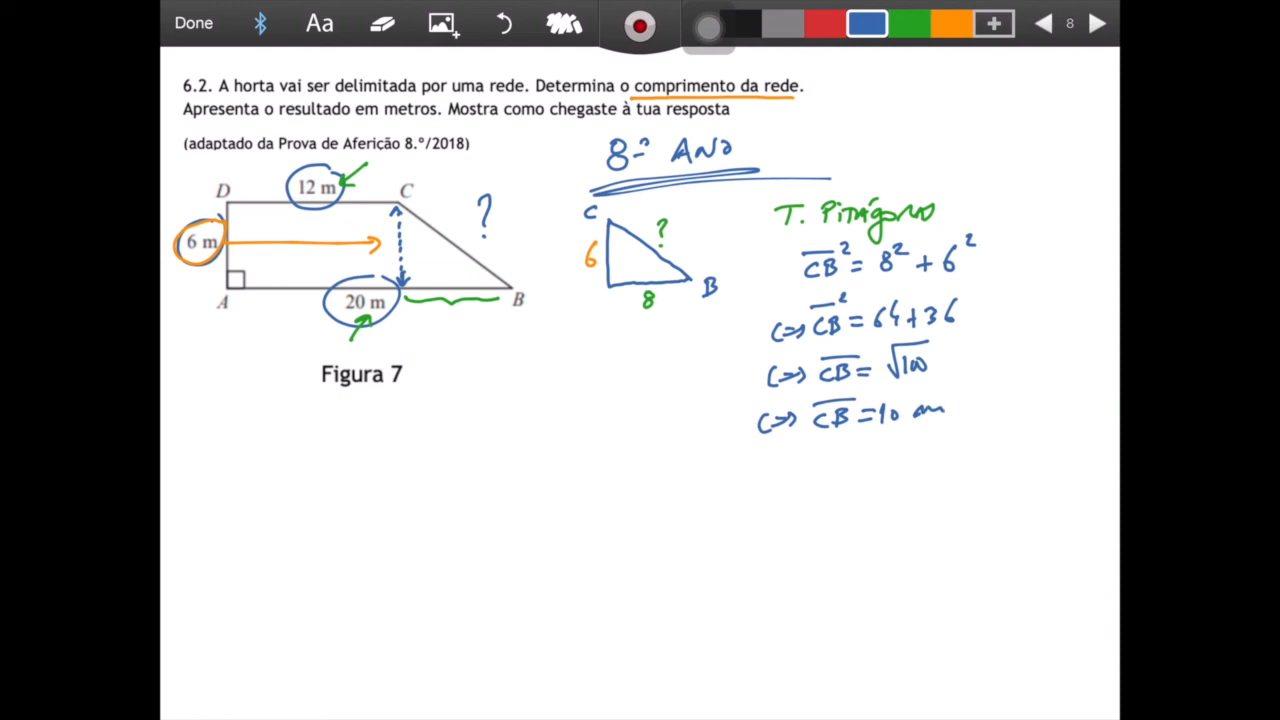 Done
Aa
8
6.2. A horta vai ser delimitada por uma rede. Determina o comprimento da rede.
Apresenta o resultado em metros. Mostra como chegaste à tua resposta
(adaptado da Prova de Aferição 8.º/2018)
8.º ANO
D 12 m C
?
6 m
A 20 m B
Figura 7
C
6 ?
8 B
T. Pitágoras
CB² = 8² + 6²
(=) CB² = 64+36
(=) CB = √100
(=) CB = 10 m